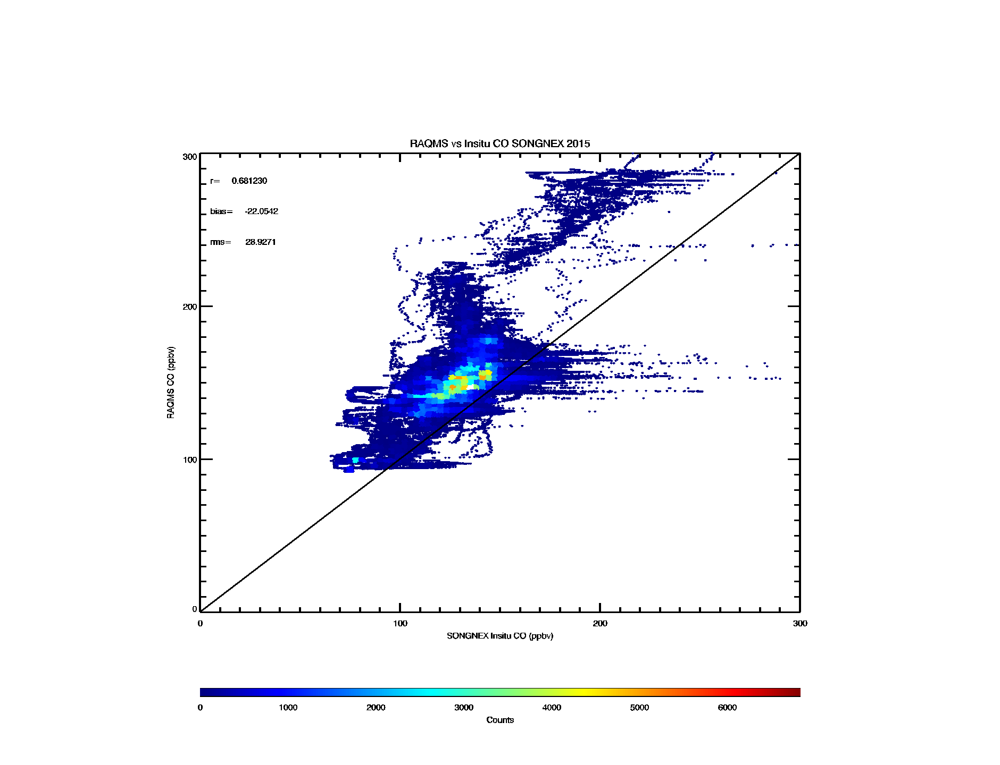 RAQMS vs Insitu CO SONGNEX 2015
300
r= 0.681230
bias= -22.0542
rms= 28.9271
200
RAQMS CO (ppbv)
100
0
0 100 200 300
SONGNEX Insitu CO (ppbv)
0 1000 2000 3000 4000 5000 6000
Counts